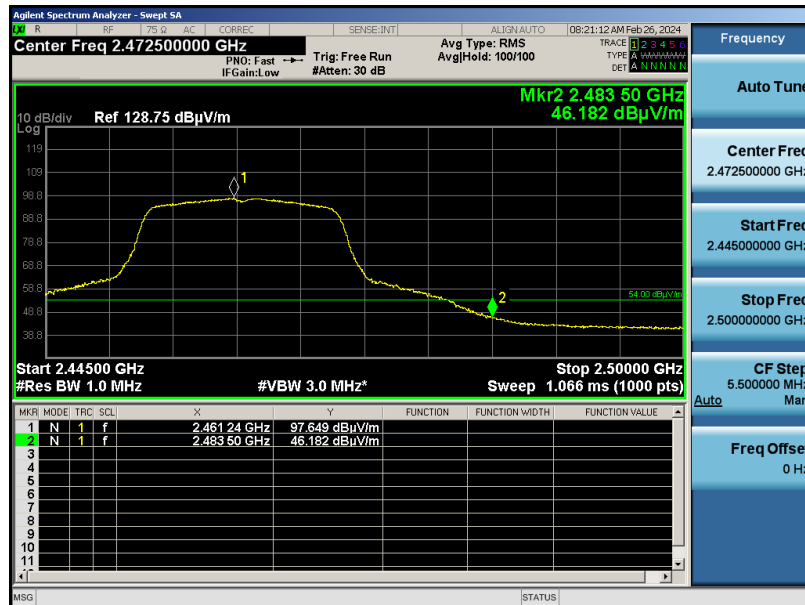 Agilent Spectrum Analyzer - Swept SA
R RF 75 Ω AC CORREC SENSE:INT ALIGN AUTO 08:21:12 AM Feb 26, 2024
Center Freq 2.472500000 GHz
PNO: Fast
IFGain:Low
Trig: Free Run
#Atten: 30 dB
Avg Type: RMS
Avg|Hold: 100/100
TRACE 1 2 3 4 5 6
TYPE A WWWWW
DET A N N N N N
Mkr2 2.483 50 GHz
46.182 dBµV/m
10 dB/div Ref 128.75 dBµV/m
Log
119
109
98.8
88.8
78.8
68.8
58.8
48.8
38.8
1
2
54.00 dBµV/m
Start 2.44500 GHz Stop 2.50000 GHz
#Res BW 1.0 MHz #VBW 3.0 MHz* Sweep 1.066 ms (1000 pts)
MKR MODE TRC SCL X Y FUNCTION FUNCTION WIDTH FUNCTION VALUE
1 N 1 f 2.461 24 GHz 97.649 dBµV/m
2 N 1 f 2.483 50 GHz 46.182 dBµV/m
3
4
5
6
7
8
9
10
11
MSG STATUS
Frequency
Auto Tune
Center Freq
2.472500000 GHz
Start Freq
2.445000000 GHz
Stop Freq
2.500000000 GHz
CF Step
5.500000 MHz
Auto Man
Freq Offset
0 Hz